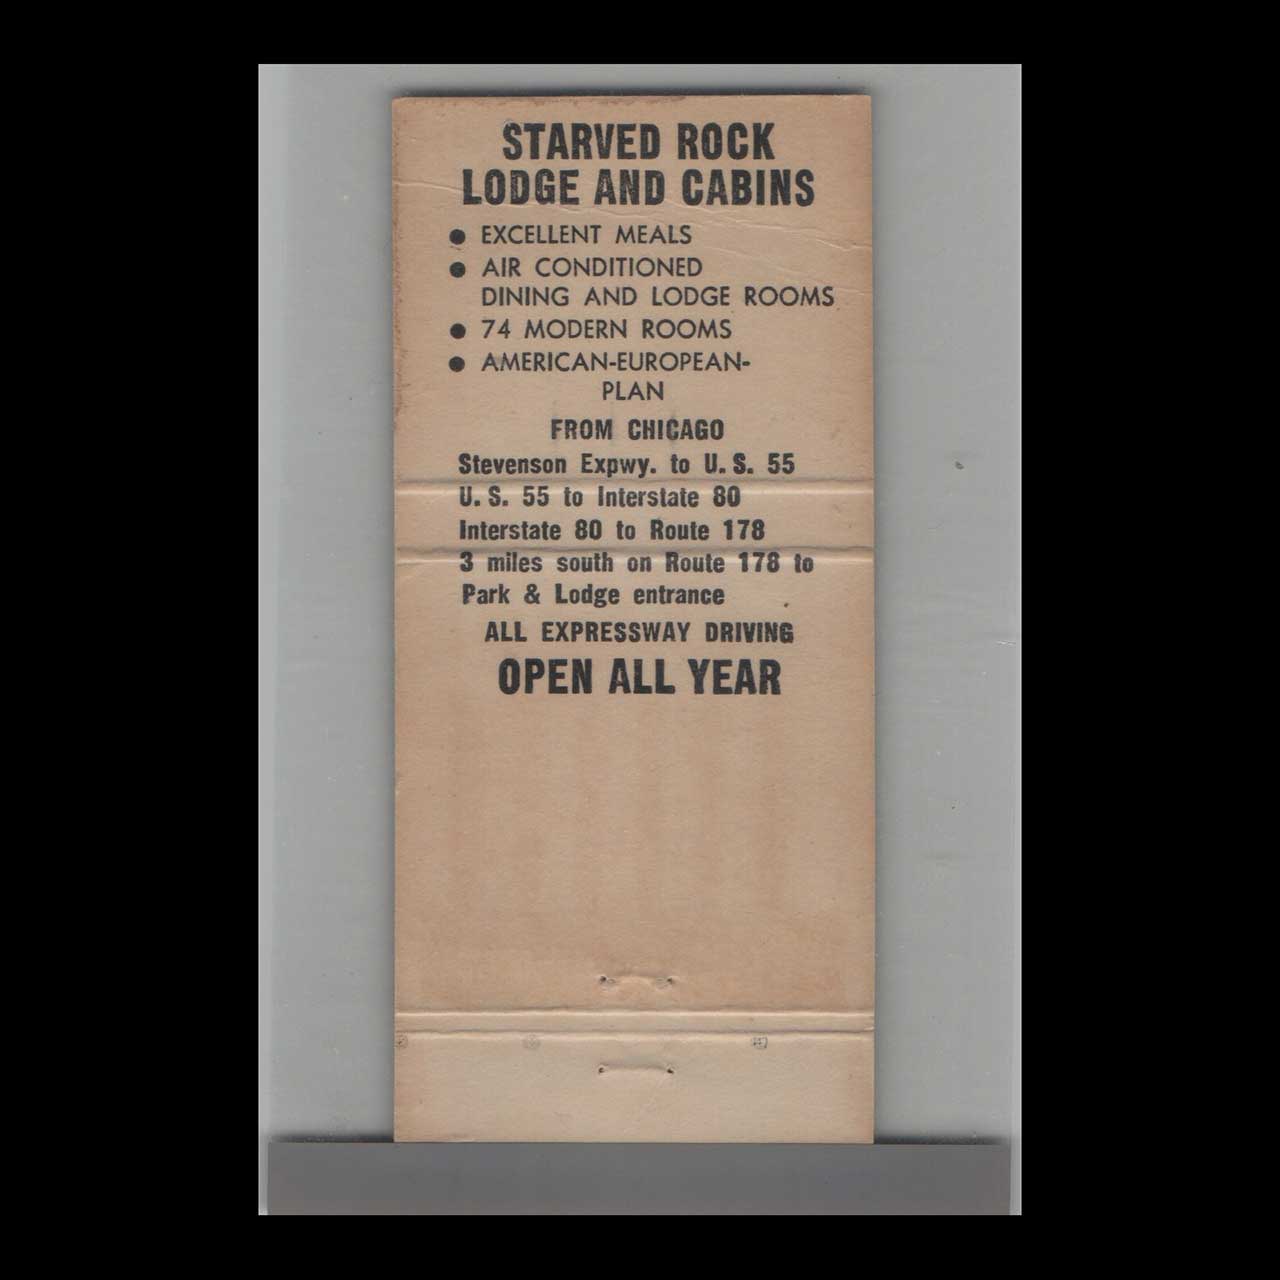 STARVED ROCK
LODGE AND CABINS
● EXCELLENT MEALS
● AIR CONDITIONED
DINING AND LODGE ROOMS
● 74 MODERN ROOMS
● AMERICAN-EUROPEAN-
PLAN
FROM CHICAGO
Stevenson Expwy. to U. S. 55
U. S. 55 to Interstate 80
Interstate 80 to Route 178
3 miles south on Route 178 to
Park & Lodge entrance
ALL EXPRESSWAY DRIVING
OPEN ALL YEAR